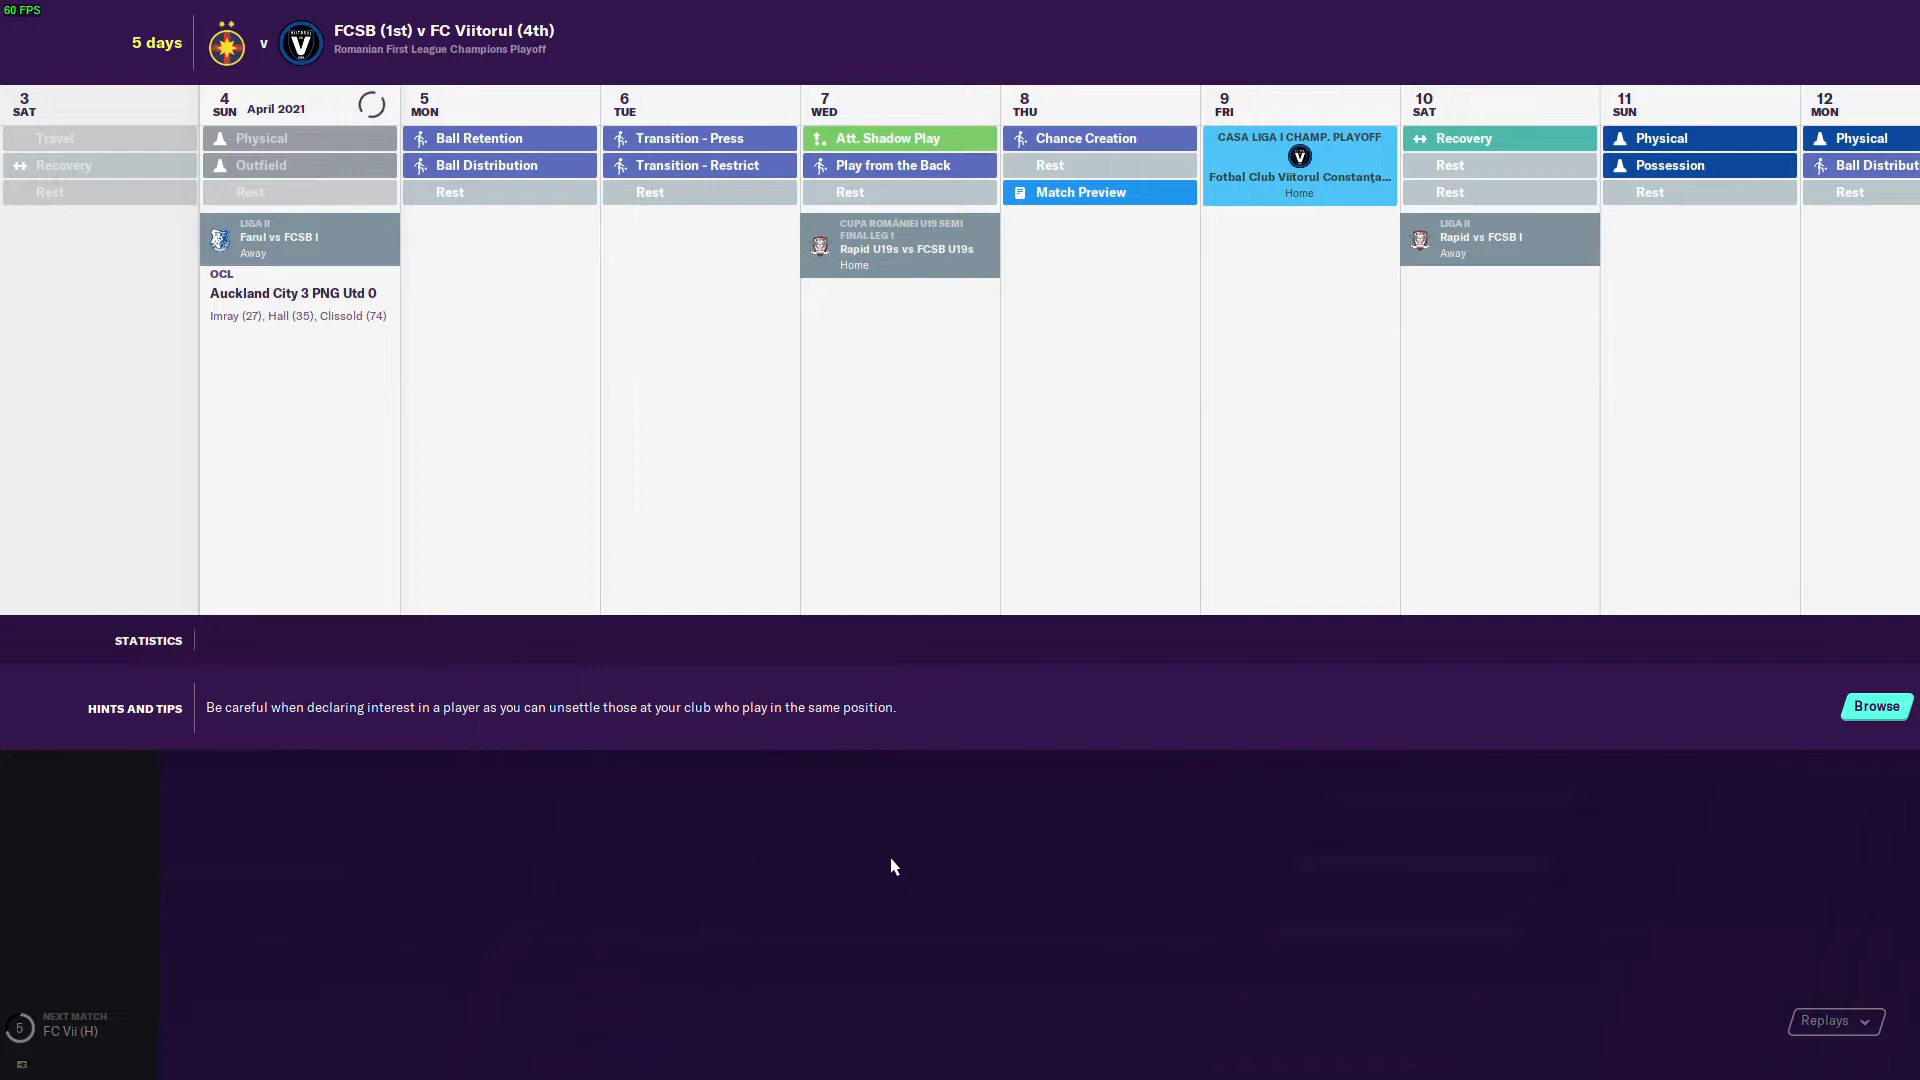 60 FPS
5 days
v
FCSB (1st) v FC Viitorul (4th)
Romanian First League Champions Playoff
3
SAT
Travel
Recovery
Rest
4
SUN
April 2021
Physical
Outfield
Rest
LIGA II
Farul vs FCSB I
Away
OCL
Auckland City 3 PNG Utd 0
Imray (27), Hall (35), Clissold (74)
5
MON
Ball Retention
Ball Distribution
Rest
6
TUE
Transition - Press
Transition - Restrict
Rest
7
WED
Att. Shadow Play
Play from the Back
Rest
CUPA ROMÂNIEI U19 SEMI
FINAL LEG 1
Rapid U19s vs FCSB U19s
Home
8
THU
Chance Creation
Rest
Match Preview
9
FRI
CASA LIGA I CHAMP. PLAYOFF
V
Fotbal Club Viitorul Constanța...
Home
10
SAT
Recovery
Rest
Rest
LIGA II
Rapid vs FCSB I
Away
11
SUN
Physical
Possession
Rest
12
MON
Physical
Ball Distribut
Rest
STATISTICS
HINTS AND TIPS
Be careful when declaring interest in a player as you can unsettle those at your club who play in the same position.
Browse
5
NEXT MATCH
FC Vii (H)
Replays